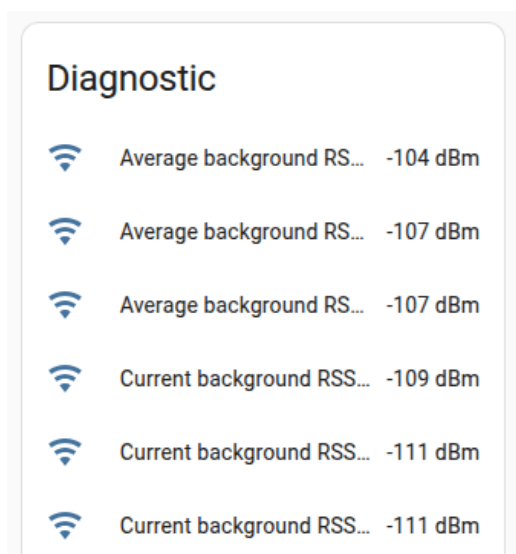 Diagnostic
Average background RS... -104 dBm
Average background RS... -107 dBm
Average background RS... -107 dBm
Current background RSS... -109 dBm
Current background RSS... -111 dBm
Current background RSS... -111 dBm